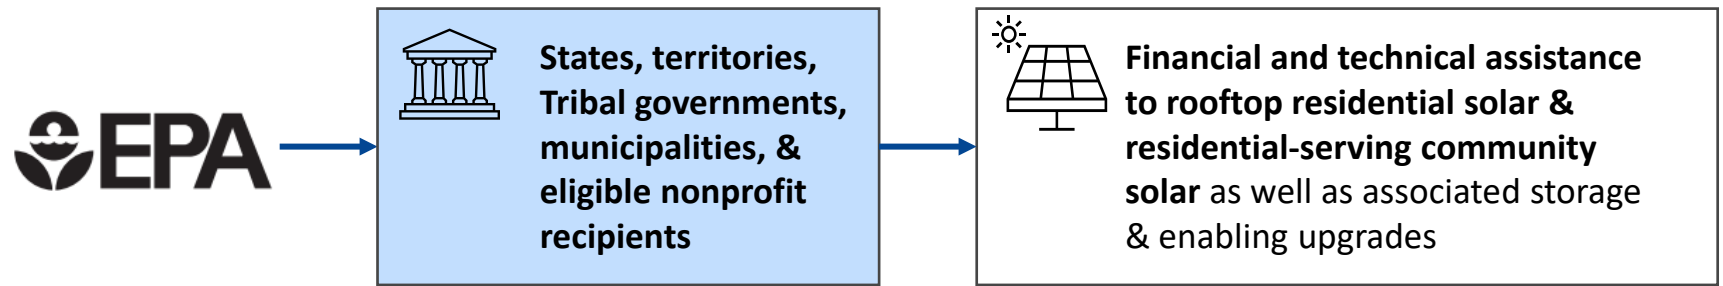 EPA
States, territories,
Tribal governments,
municipalities, &
eligible nonprofit
recipients
Financial and technical assistance
to rooftop residential solar &
residential-serving community
solar as well as associated storage
& enabling upgrades